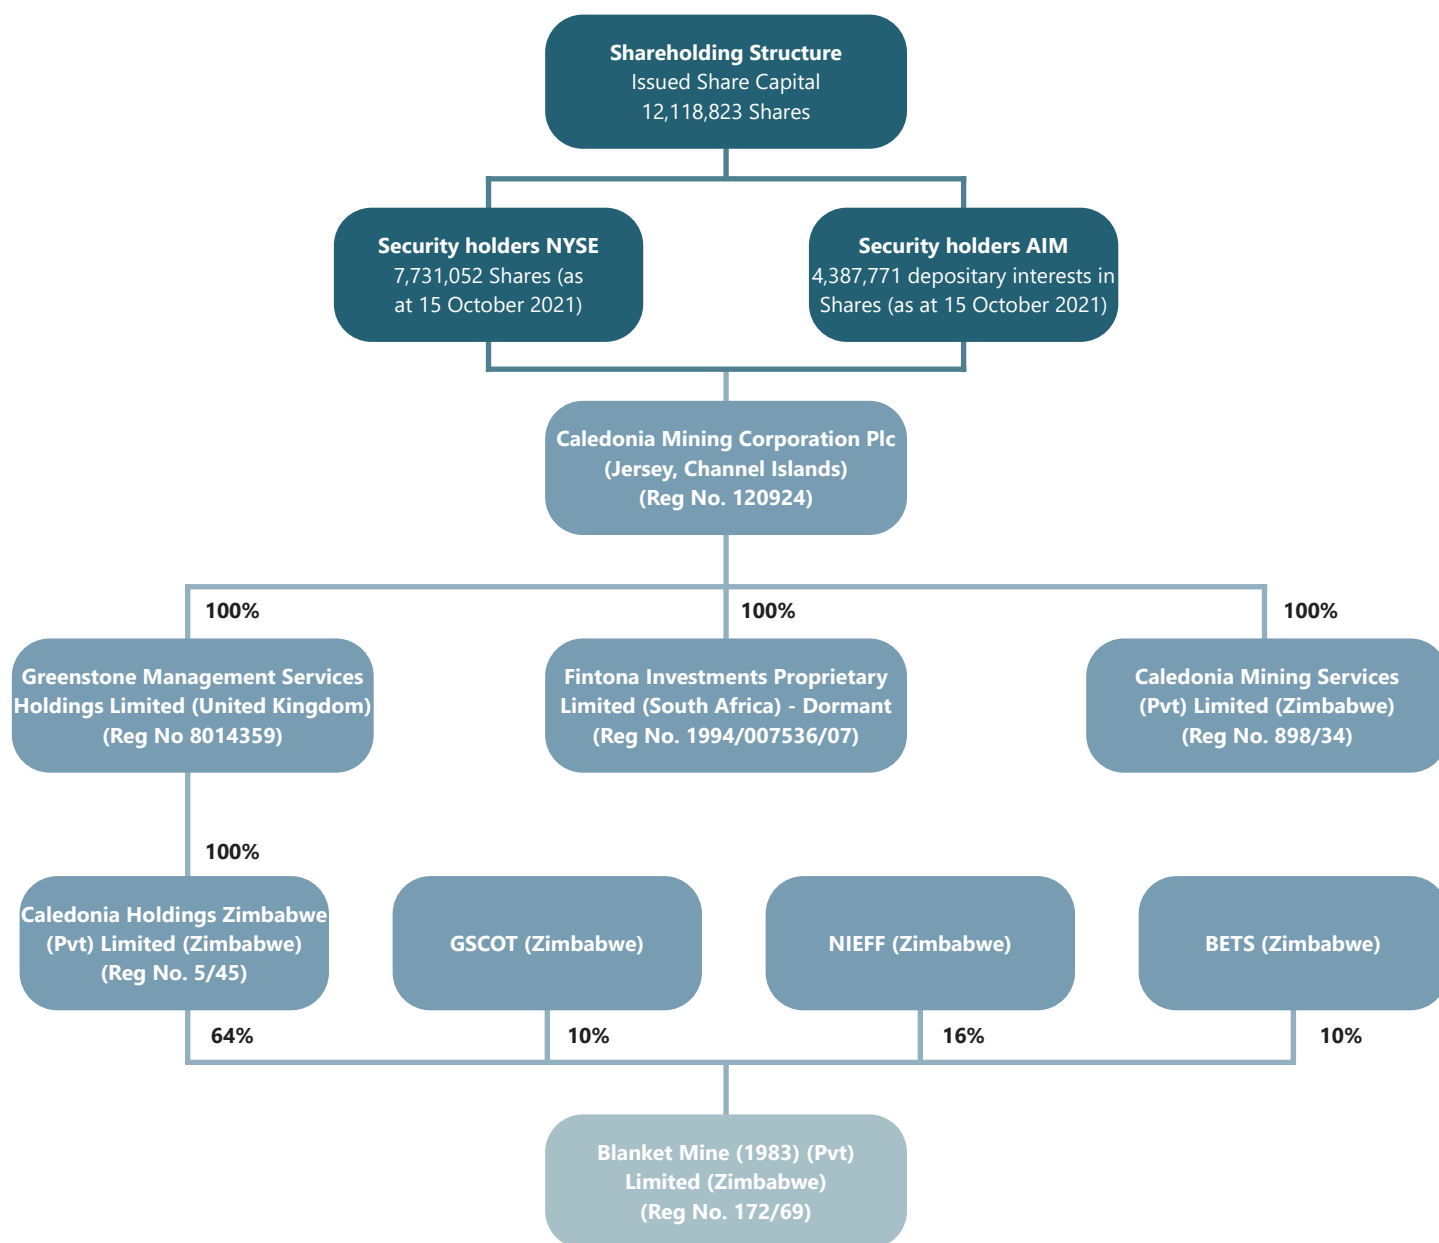 Shareholding Structure
Issued Share Capital
12,118,823 Shares
Security holders NYSE
7,731,052 Shares (as
at 15 October 2021)
Security holders AIM
4,387,771 depositary interests in
Shares (as at 15 October 2021)
Caledonia Mining Corporation Plc
(Jersey, Channel Islands)
(Reg No. 120924)
100%
100%
100%
Greenstone Management Services
Holdings Limited (United Kingdom)
(Reg No 8014359)
Fintona Investments Proprietary
Limited (South Africa) - Dormant
(Reg No. 1994/007536/07)
Caledonia Mining Services
(Pvt) Limited (Zimbabwe)
(Reg No. 898/34)
100%
Caledonia Holdings Zimbabwe
(Pvt) Limited (Zimbabwe)
(Reg No. 5/45)
GSCOT (Zimbabwe)
NIEFF (Zimbabwe)
BETS (Zimbabwe)
64%
10%
16%
10%
Blanket Mine (1983) (Pvt)
Limited (Zimbabwe)
(Reg No. 172/69)